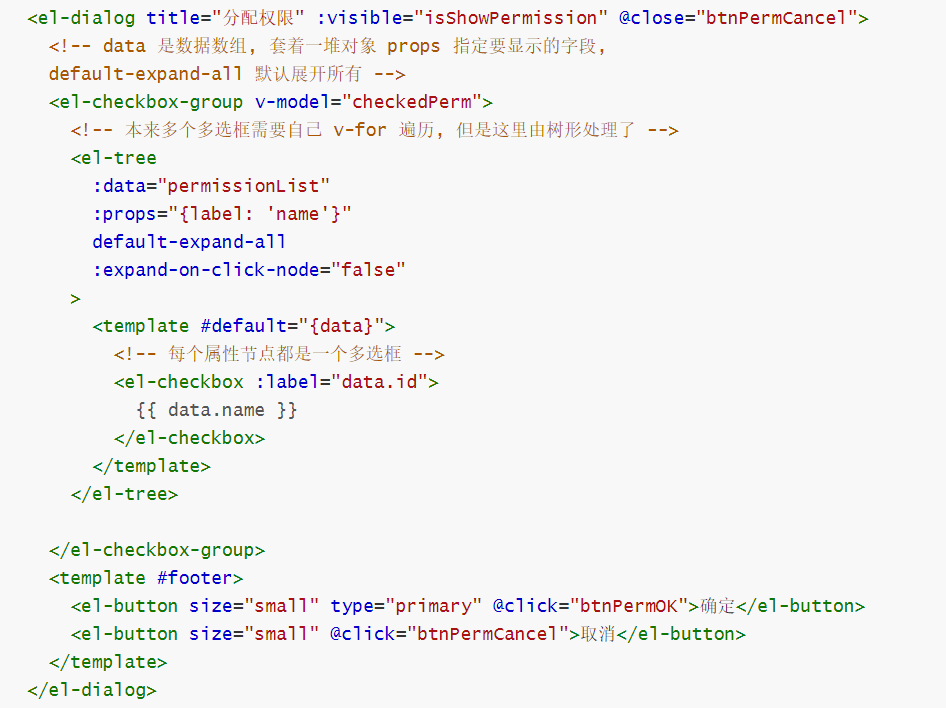 <el-dialog title="分配权限" :visible="isShowPermission" @close="btnPermCancel">
<!-- data 是数据数组, 套着一堆对象 props 指定要显示的字段,
default-expand-all 默认展开所有 -->
<el-checkbox-group v-model="checkedPerm">
<!-- 本来多个多选框需要自己 v-for 遍历, 但是这里由树形处理了 -->
<el-tree
:data="permissionList"
:props="{label: 'name'}"
default-expand-all
:expand-on-click-node="false"
>
<template #default="{data}">
<!-- 每个属性节点都是一个多选框 -->
<el-checkbox :label="data.id">
{{ data.name }}
</el-checkbox>
</template>
</el-tree>
</el-checkbox-group>
<template #footer>
<el-button size="small" type="primary" @click="btnPermOK">确定</el-button>
<el-button size="small" @click="btnPermCancel">取消</el-button>
</template>
</el-dialog>